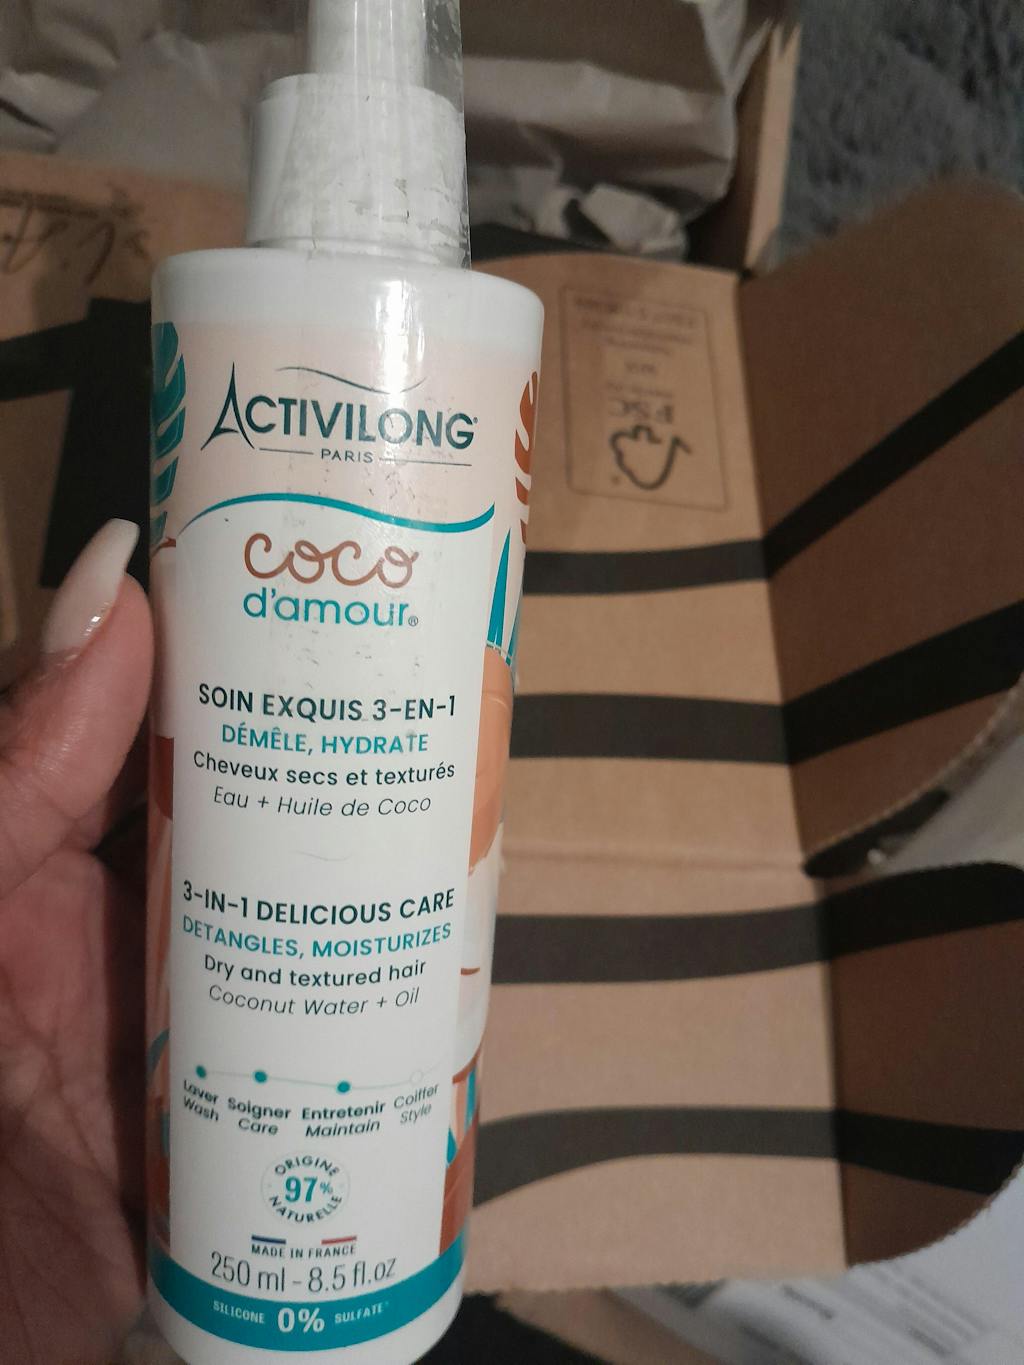 ACTIVILONG®
PARIS
coco
d'amour®
SOIN EXQUIS 3-EN-1
DÉMÊLE, HYDRATE
Cheveux secs et texturés
Eau + Huile de Coco
3-IN-1 DELICIOUS CARE
DETANGLES, MOISTURIZES
Dry and textured hair
Coconut Water + Oil
Laver Soigner Entretenir Coiffer
Wash Care Maintain Style
ORIGINE
97%
NATURELLE
MADE IN FRANCE
250 ml - 8.5 fl.oz
SILICONE 0% SULFATE
FSC
MIX